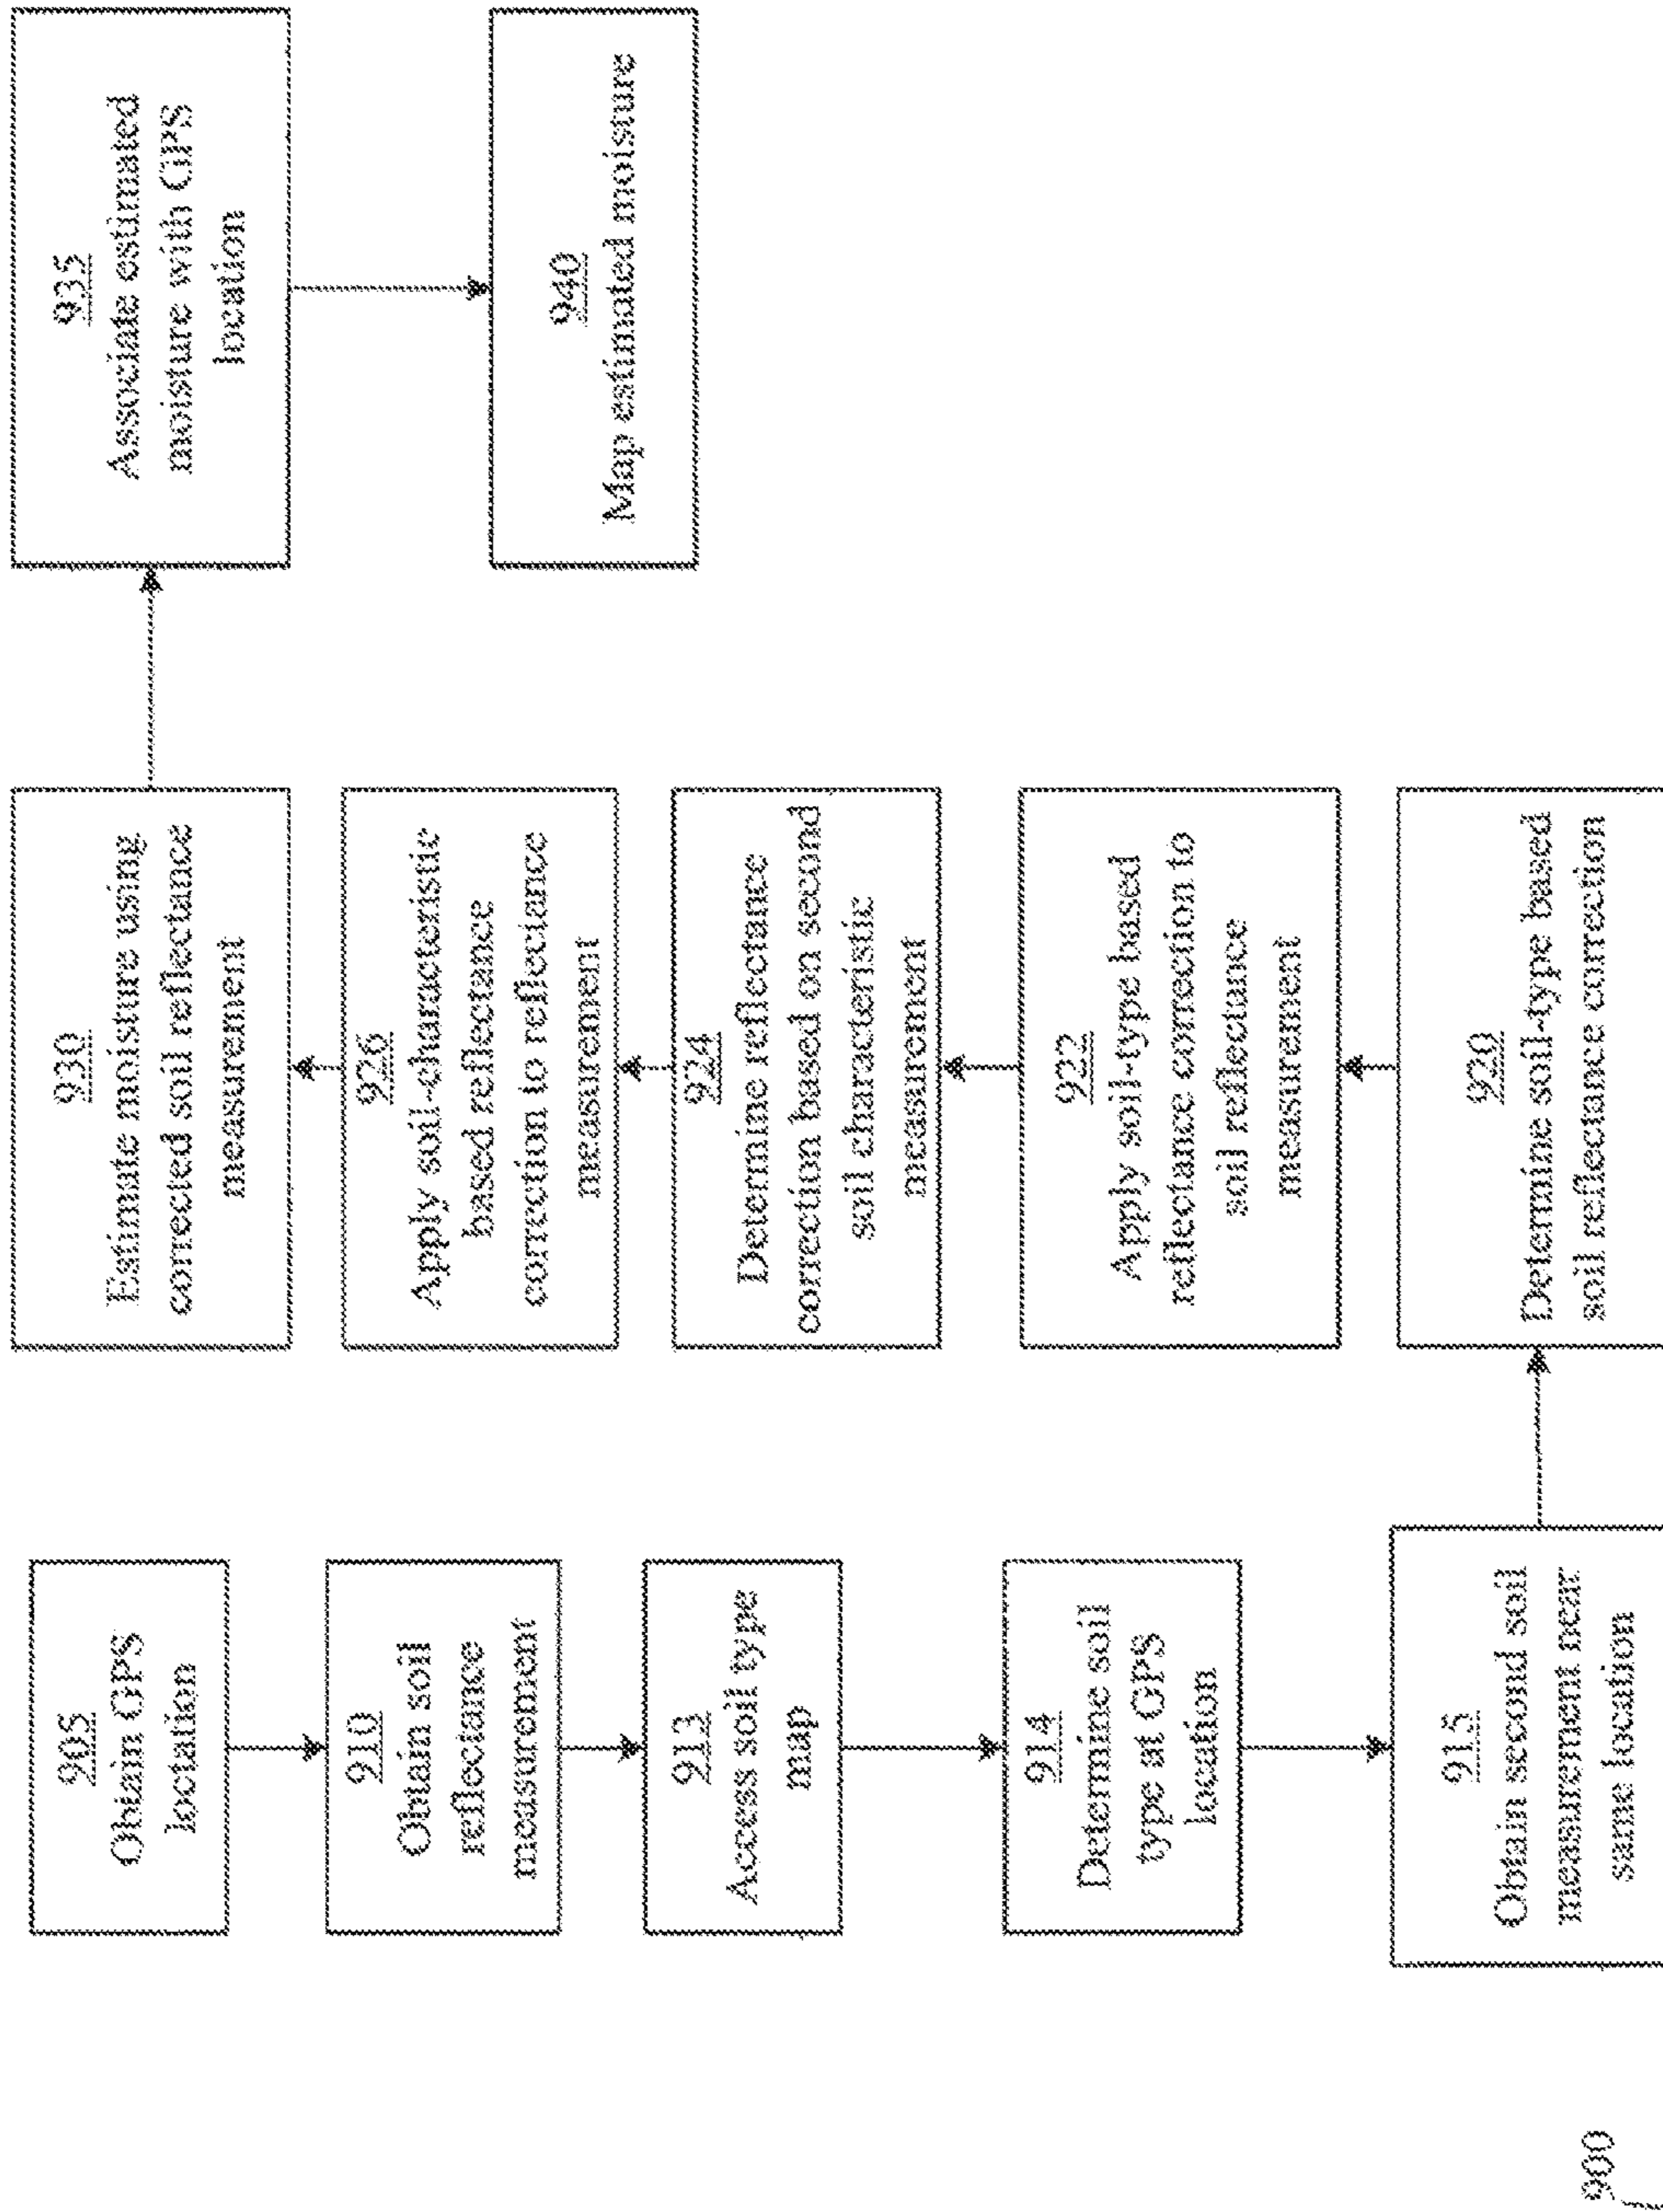 905
Obtain GPS
loctation
910
Obtain soil
reflectance
measurement
913
Access soil type
map
914
Determine soil
type at GPS
location
915
Obtain second soil
measurement near
same location
920
Determine soil-type based
soil reflectance correction
922
Apply soil-type based
reflectance correction to
soil reflectance
measurement
924
Determine reflectance
correction based on second
soil characteristic
measurement
926
Apply soil-characteristic
based reflectance
correction to reflectance
measurement
930
Estimate moisture using
corrected soil reflectance
measurement
935
Associate estimated
moisture with GPS
location
940
Map estimated moisture
900